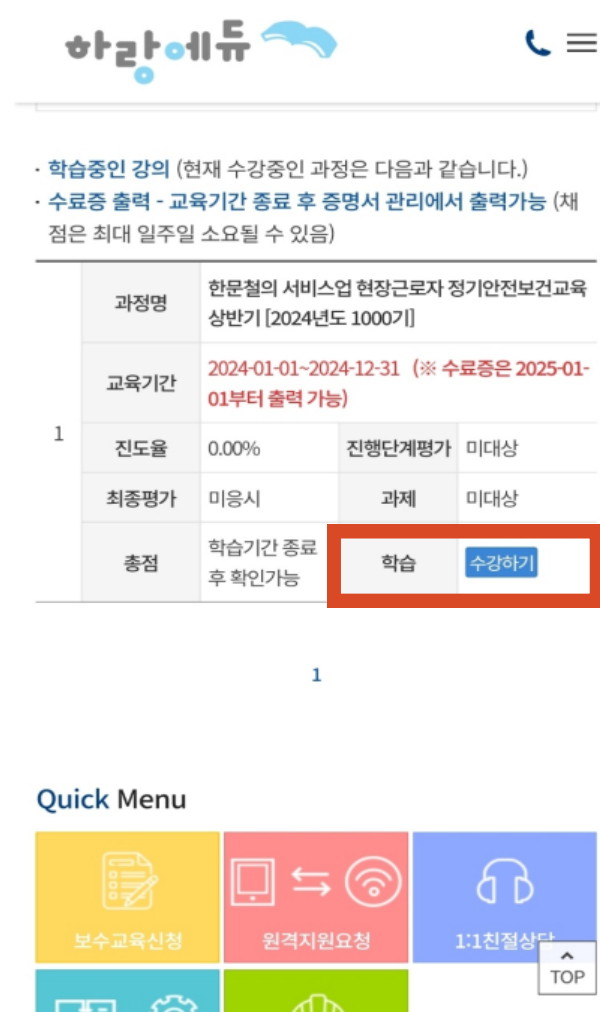 하랑에듀
· 학습중인 강의 (현재 수강중인 과정은 다음과 같습니다.)
· 수료증 출력 - 교육기간 종료 후 증명서 관리에서 출력가능 (채
점은 최대 일주일 소요될 수 있음)
1
과정명
한문철의 서비스업 현장근로자 정기안전보건교육
상반기 [2024년도 1000기]
교육기간
2024-01-01~2024-12-31 (※ 수료증은 2025-01-
01부터 출력 가능)
진도율 0.00% 진행단계평가 미대상
최종평가 미응시 과제 미대상
총점
학습기간 종료
후 확인가능
학습 수강하기
1
Quick Menu
보수교육신청 원격지원요청 1:1친절상담
TOP